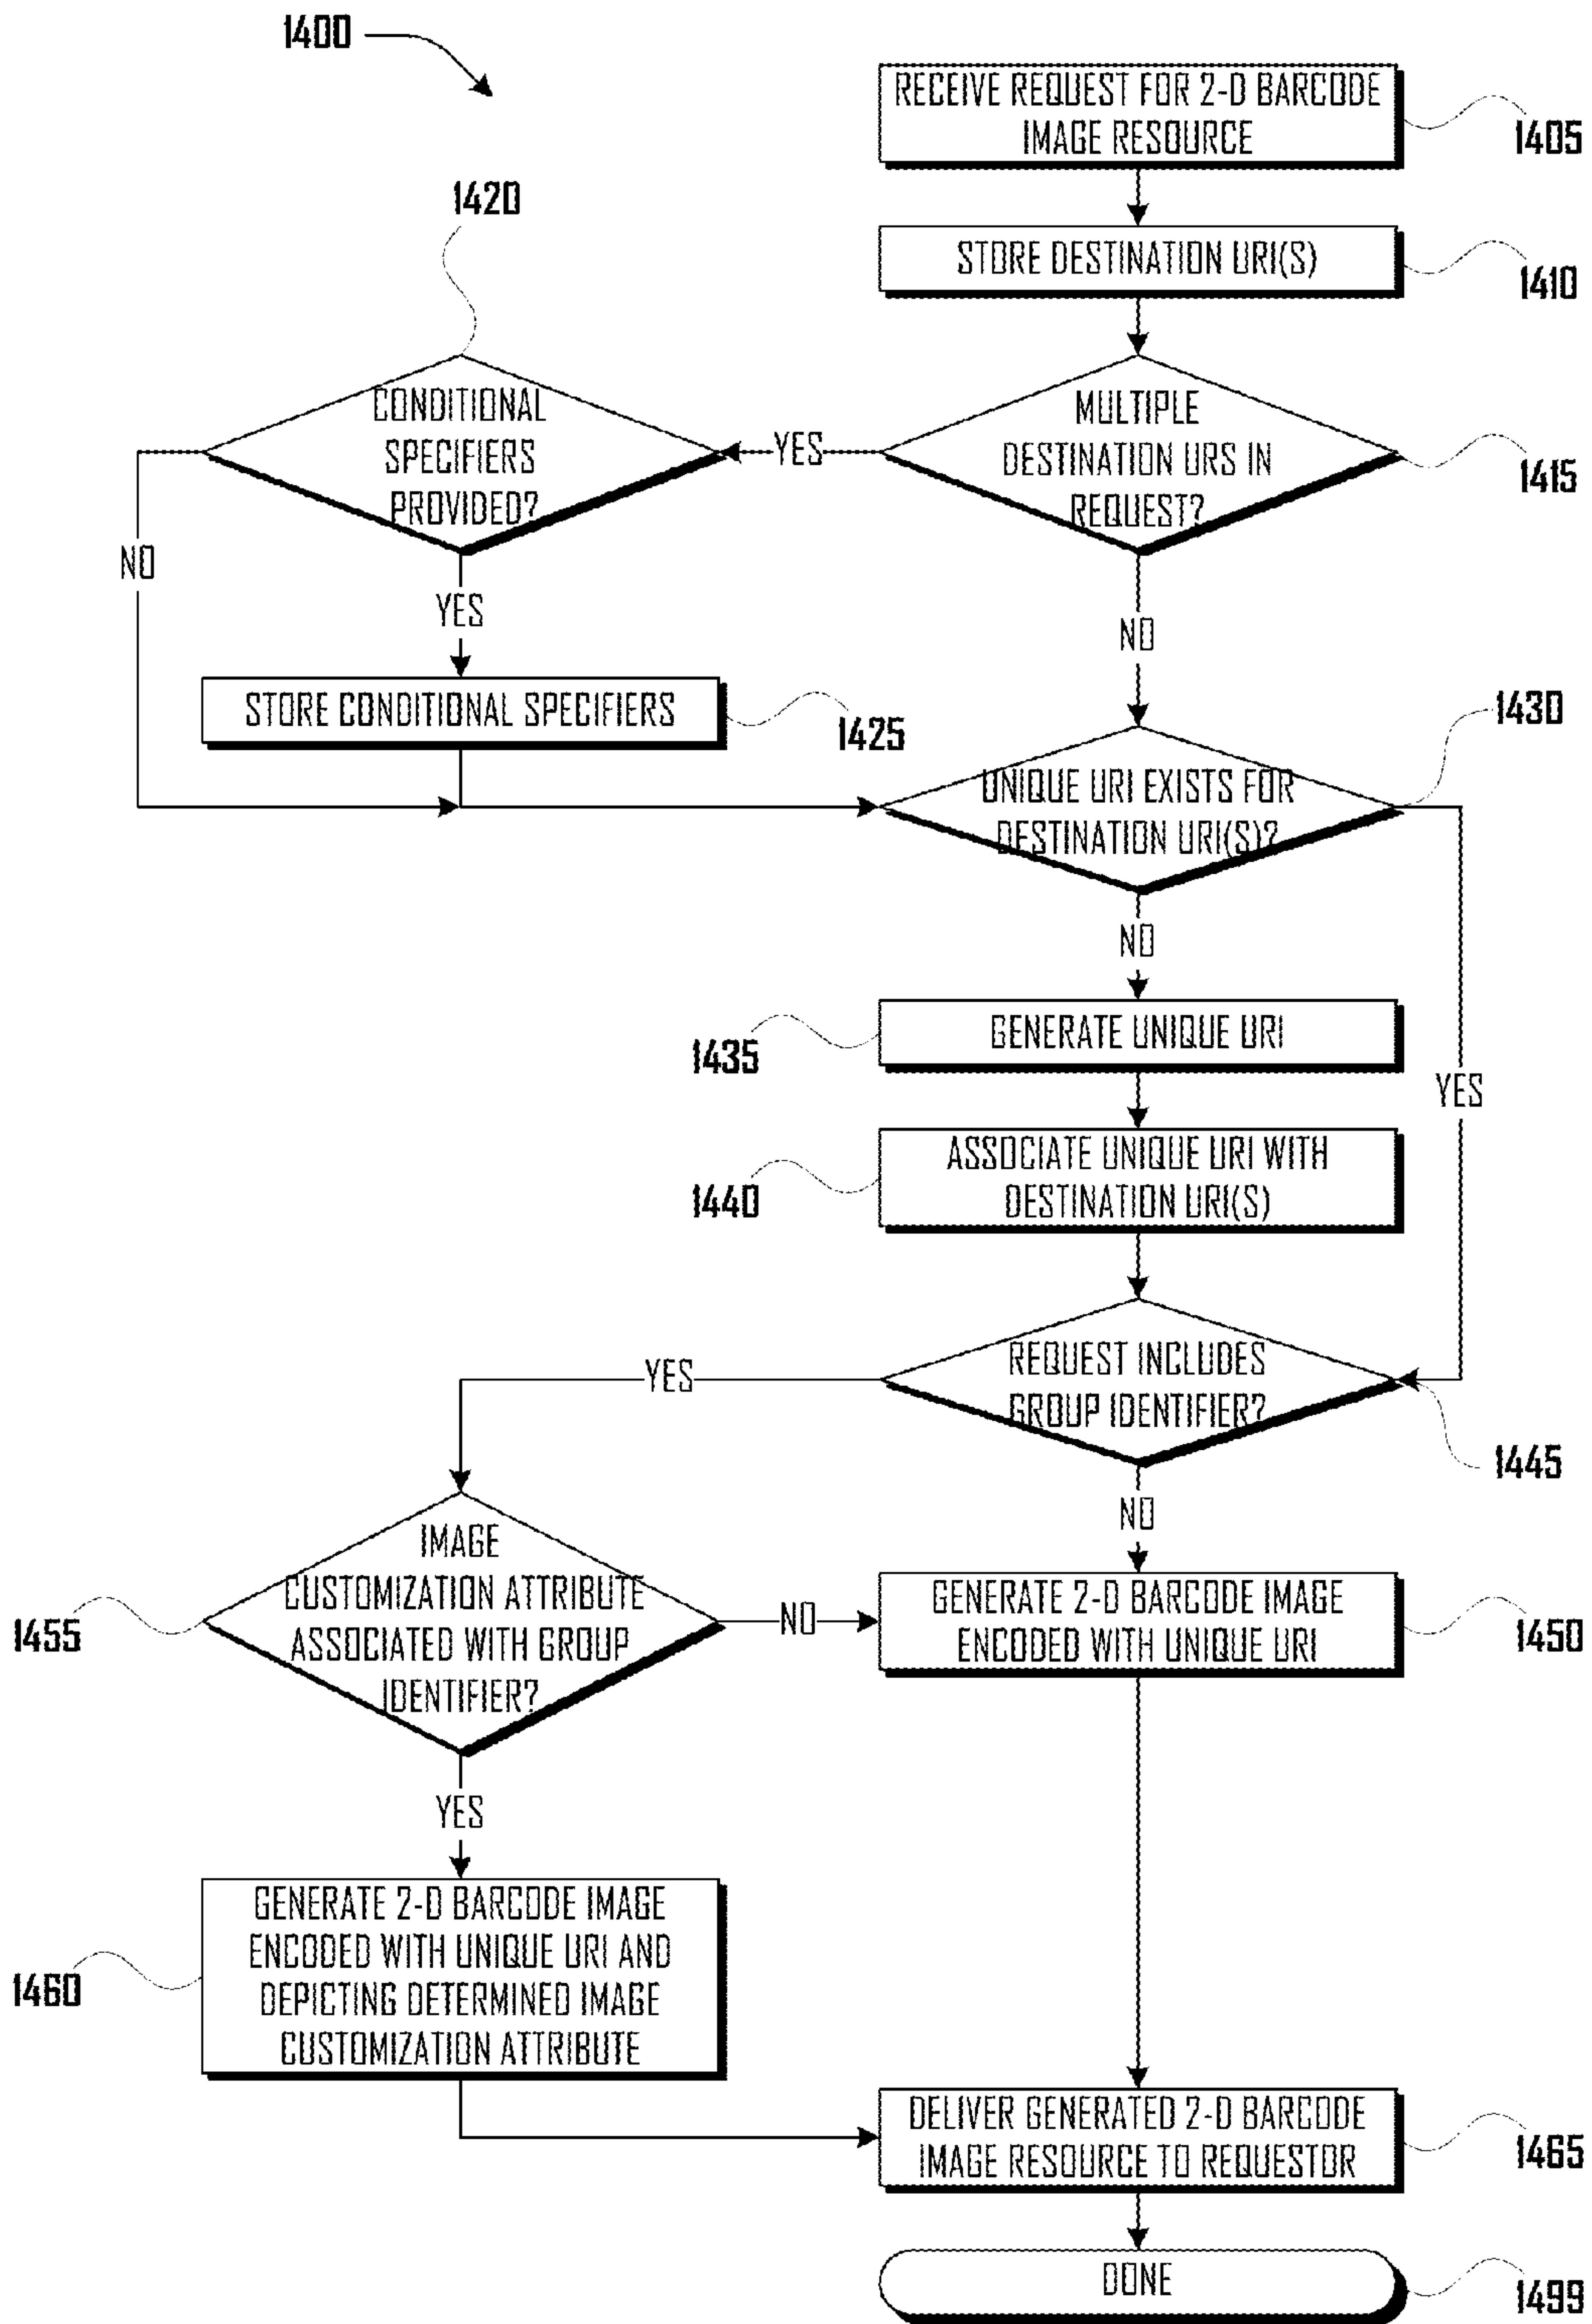 1400
RECEIVE REQUEST FOR 2-D BARCODE
IMAGE RESOURCE
1405
STORE DESTINATION URI(S)
1410
MULTIPLE
DESTINATION URS IN
REQUEST?
1415
YES
NO
1420
CONDITIONAL
SPECIFIERS
PROVIDED?
NO
YES
STORE CONDITIONAL SPECIFIERS
1425
UNIQUE URI EXISTS FOR
DESTINATION URI(S)?
1430
NO
YES
GENERATE UNIQUE URI
1435
ASSOCIATE UNIQUE URI WITH
DESTINATION URI(S)
1440
REQUEST INCLUDES
GROUP IDENTIFIER?
1445
YES
NO
IMAGE
CUSTOMIZATION ATTRIBUTE
ASSOCIATED WITH GROUP
IDENTIFIER?
1455
NO
GENERATE 2-D BARCODE IMAGE
ENCODED WITH UNIQUE URI
1450
YES
GENERATE 2-D BARCODE IMAGE
ENCODED WITH UNIQUE URI AND
DEPICTING DETERMINED IMAGE
CUSTOMIZATION ATTRIBUTE
1460
DELIVER GENERATED 2-D BARCODE
IMAGE RESOURCE TO REQUESTOR
1465
DONE
1499